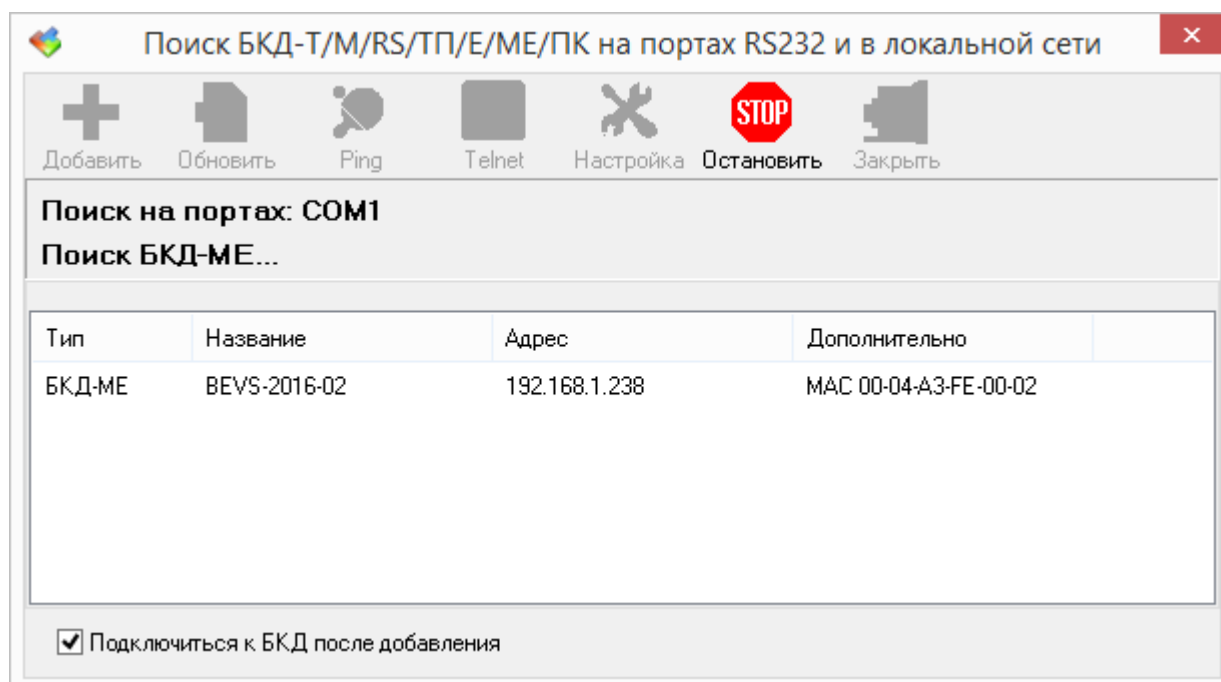 Поиск БКД-Т/М/RS/ТП/Е/МЕ/ПК на портах RS232 и в локальной сети
STOP
Добавить Обновить Ping Telnet Настройка Остановить Закрыть
Поиск на портах: COM1
Поиск БКД-МЕ...
Тип Название Адрес Дополнительно
БКД-МЕ BEVS-2016-02 192.168.1.238 MAC 00-04-A3-FE-00-02
Подключиться к БКД после добавления